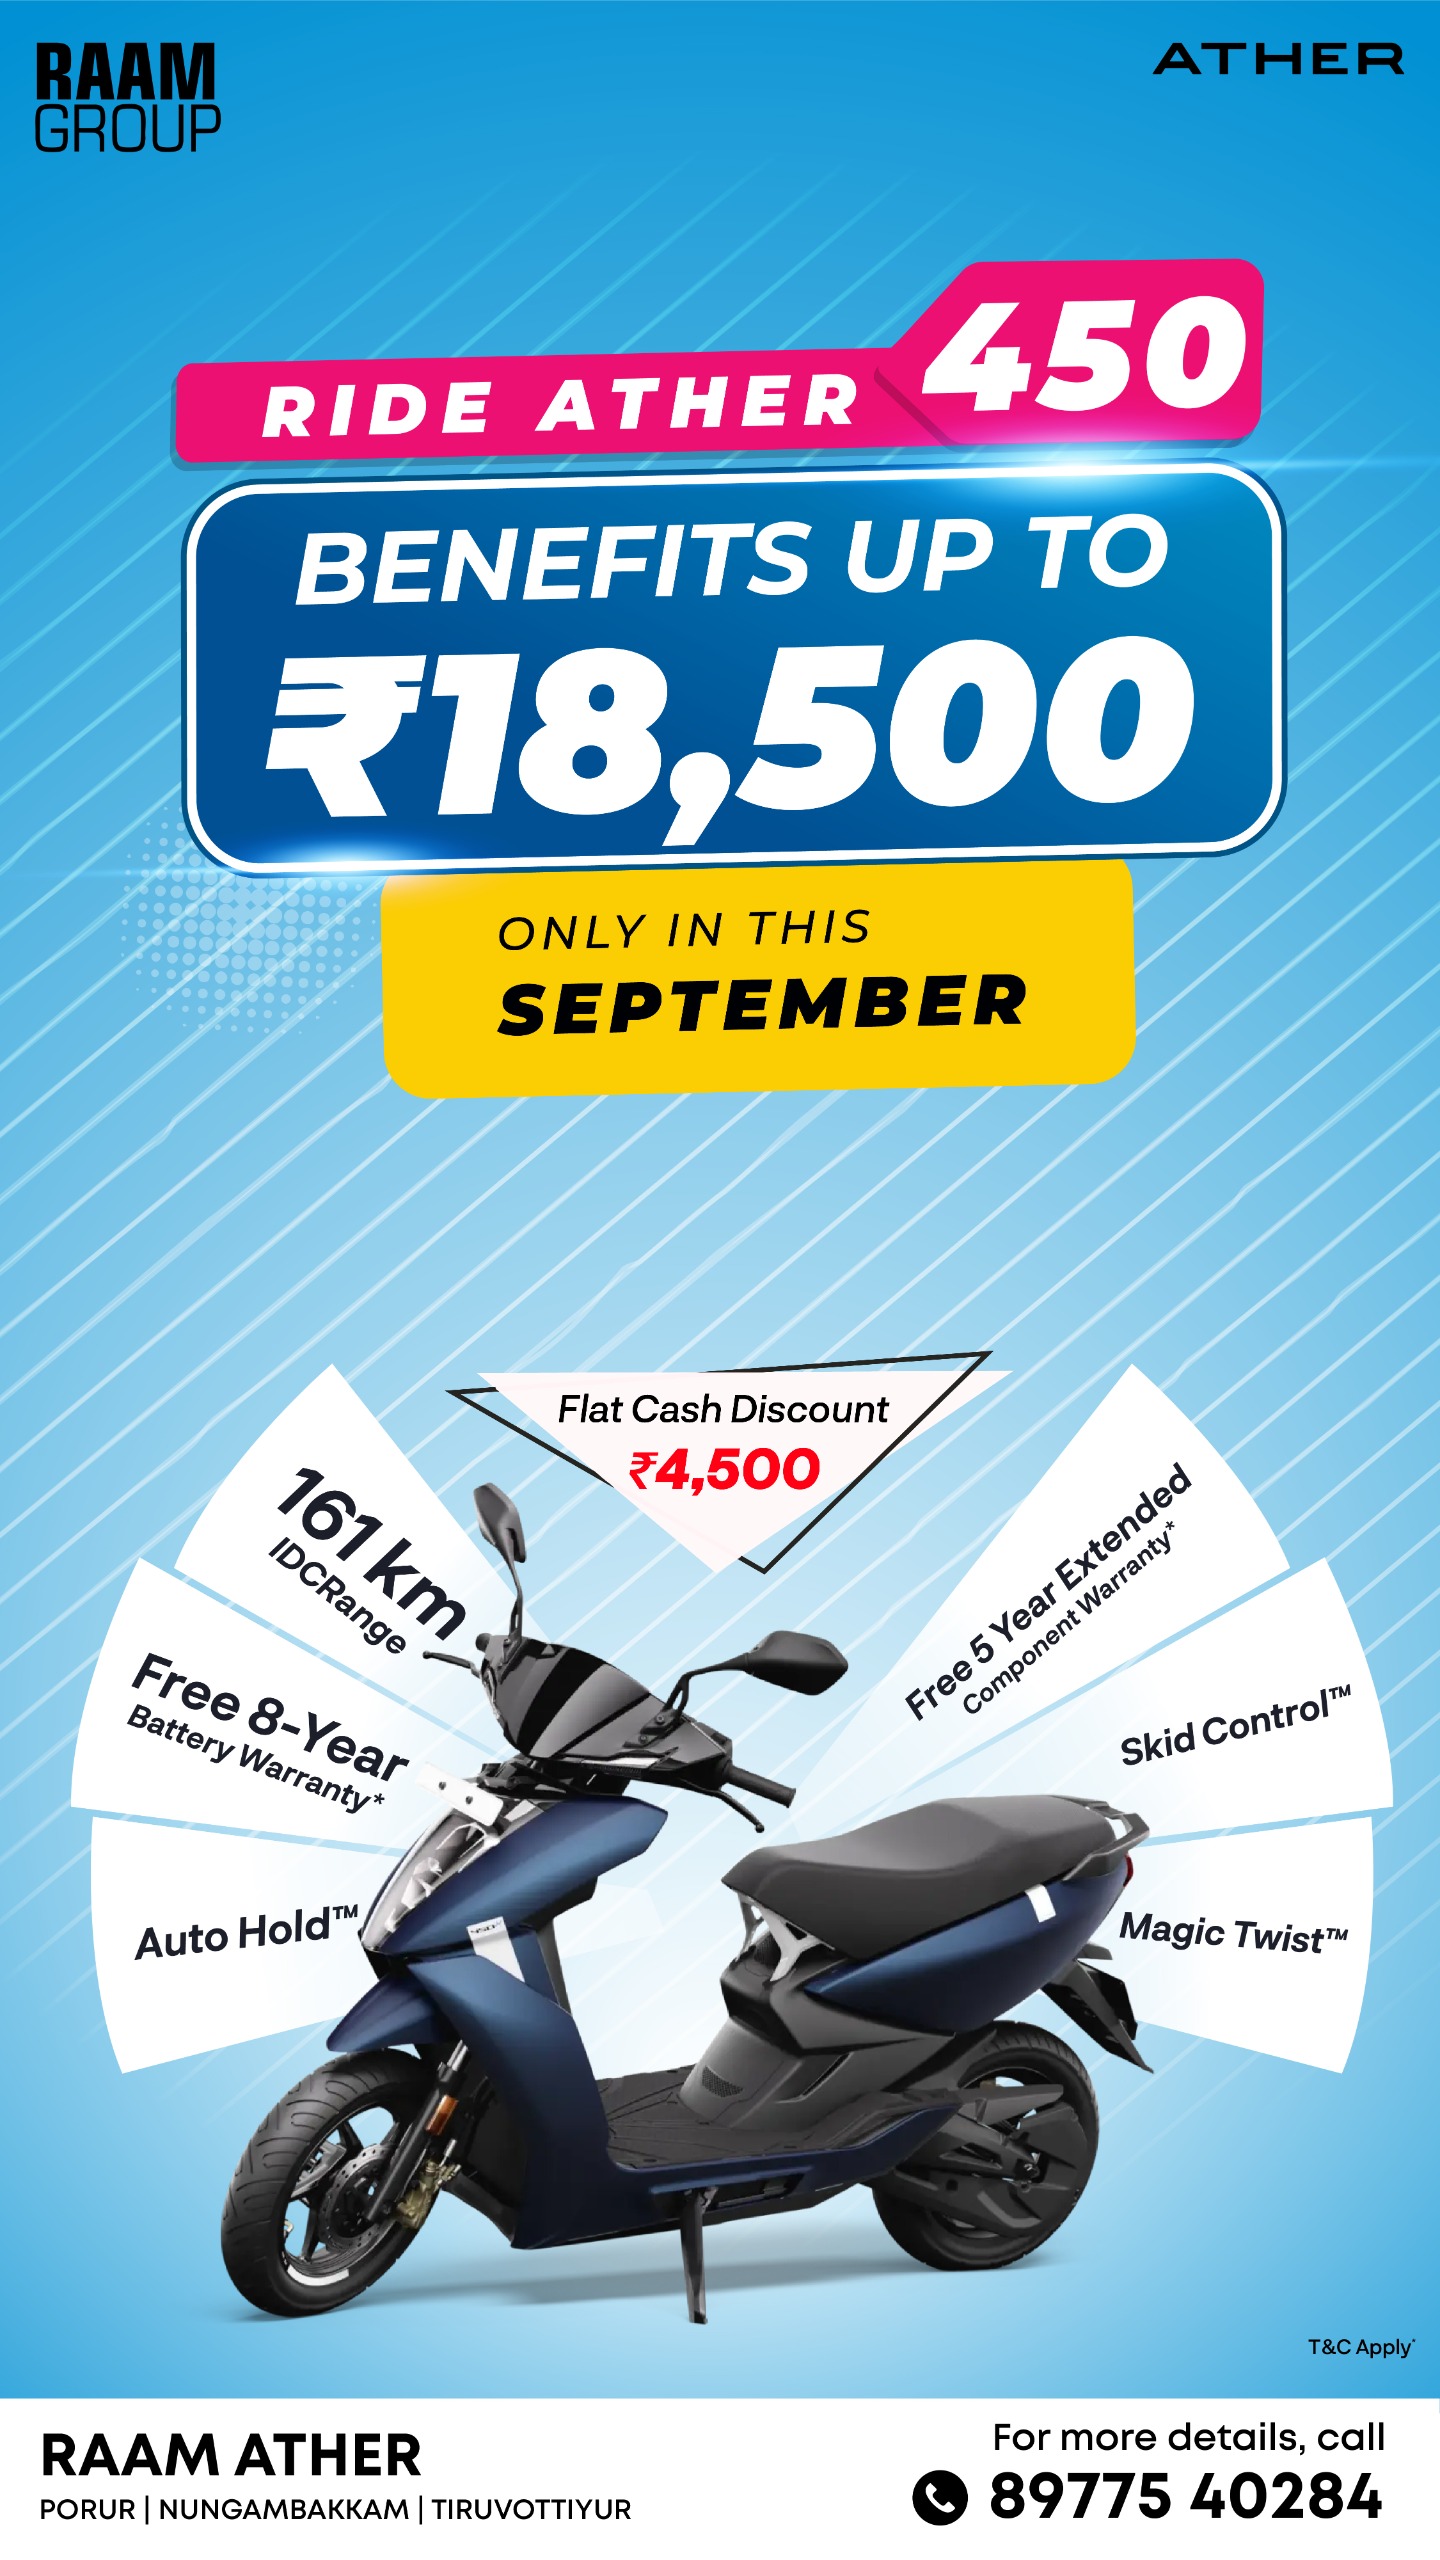 RAAM
GROUP
ATHER
RIDE ATHER 450
BENEFITS UP TO
₹18,500
ONLY IN THIS
SEPTEMBER
Flat Cash Discount
₹4,500
161 km
IDCRange
Free 8-Year
Battery Warranty*
Auto Hold™
Free 5 Year Extended
Component Warranty*
Skid Control™
Magic Twist™
T&C Apply*
RAAM ATHER
PORUR | NUNGAMBAKKAM | TIRUVOTTIYUR
For more details, call
89775 40284